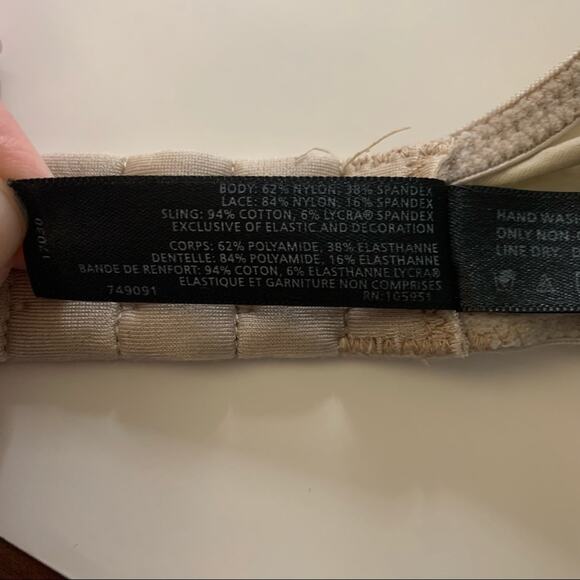 BODY: 62% NYLON, 38% SPANDEX
LACE: 84% NYLON, 16% SPANDEX
SLING: 94% COTTON, 6% LYCRA® SPANDEX
EXCLUSIVE OF ELASTIC AND DECORATION
CORPS: 62% POLYAMIDE, 38% ELASTHANNE
DENTELLE: 84% POLYAMIDE, 16% ELASTHANNE
BANDE DE RENFORT: 94% COTON, 6% ELASTHANNE LYCRA®
ELASTIQUE ET GARNITURE NON COMPRISES
749091 RN:105951
HAND WAS
ONLY NON-
LINE DRY.